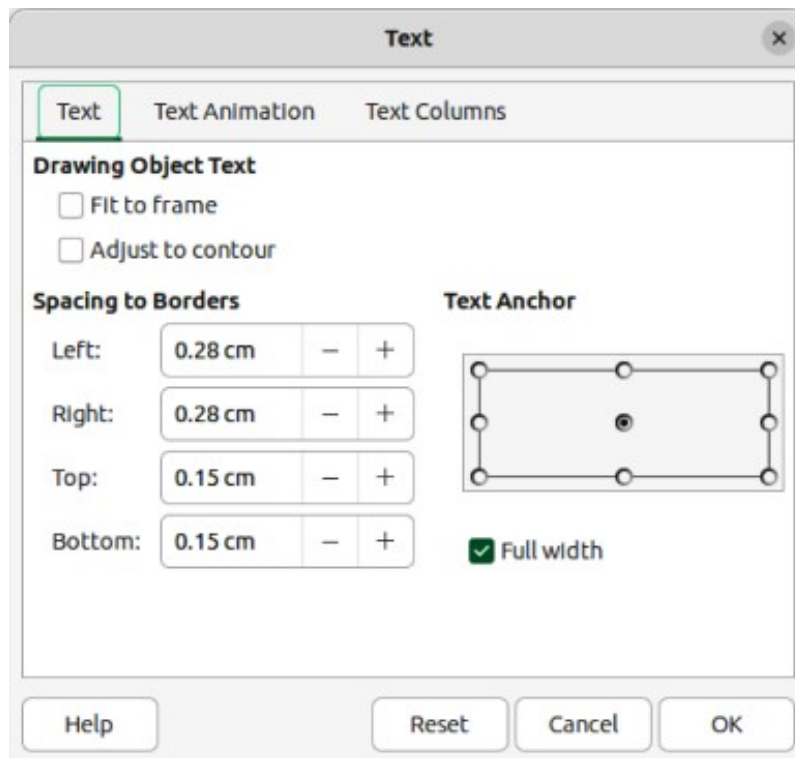 Text
Text Text Animation Text Columns
Drawing Object Text
Fit to frame
Adjust to contour
Spacing to Borders Text Anchor
Left: 0.28 cm − +
Right: 0.28 cm − +
Top: 0.15 cm − +
Bottom: 0.15 cm − +
Full width
Help Reset Cancel OK